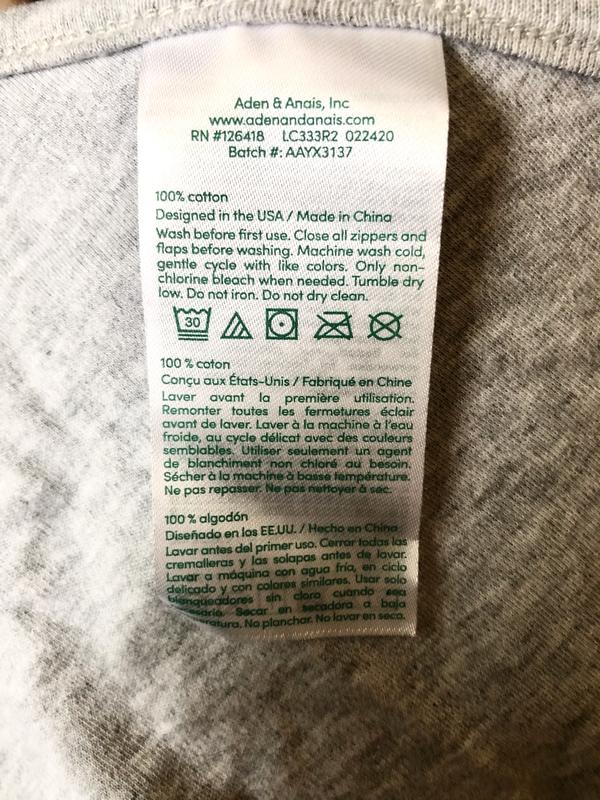 Aden & Anais, Inc
www.adenandanais.com
RN #126418 LC333R2 022420
Batch #: AAYX3137
100% cotton
Designed in the USA / Made in China
Wash before first use. Close all zippers and
flaps before washing. Machine wash cold,
gentle cycle with like colors. Only non-
chlorine bleach when needed. Tumble dry
low. Do not iron. Do not dry clean.
30
100 % coton
Conçu aux États-Unis / Fabriqué en Chine
Laver avant la première utilisation.
Remonter toutes les fermetures éclair
avant de laver. Laver à la machine à l'eau
froide, au cycle délicat avec des couleurs
semblables. Utiliser seulement un agent
de blanchiment non chloré au besoin.
Sécher à la machine à basse température.
Ne pas repasser. Ne pas nettoyer à sec.
100 % algodón
Diseñado en los EE.UU. / Hecho en China
Lavar antes del primer uso. Cerrar todas las
cremalleras y las solapas antes de lavar.
Lavar a máquina con agua fría, en ciclo
delicado y con colores similares. Usar solo
blanqueadores sin cloro cuando sea
Secar en secadora a baja
No planchar. No lavar en seco.